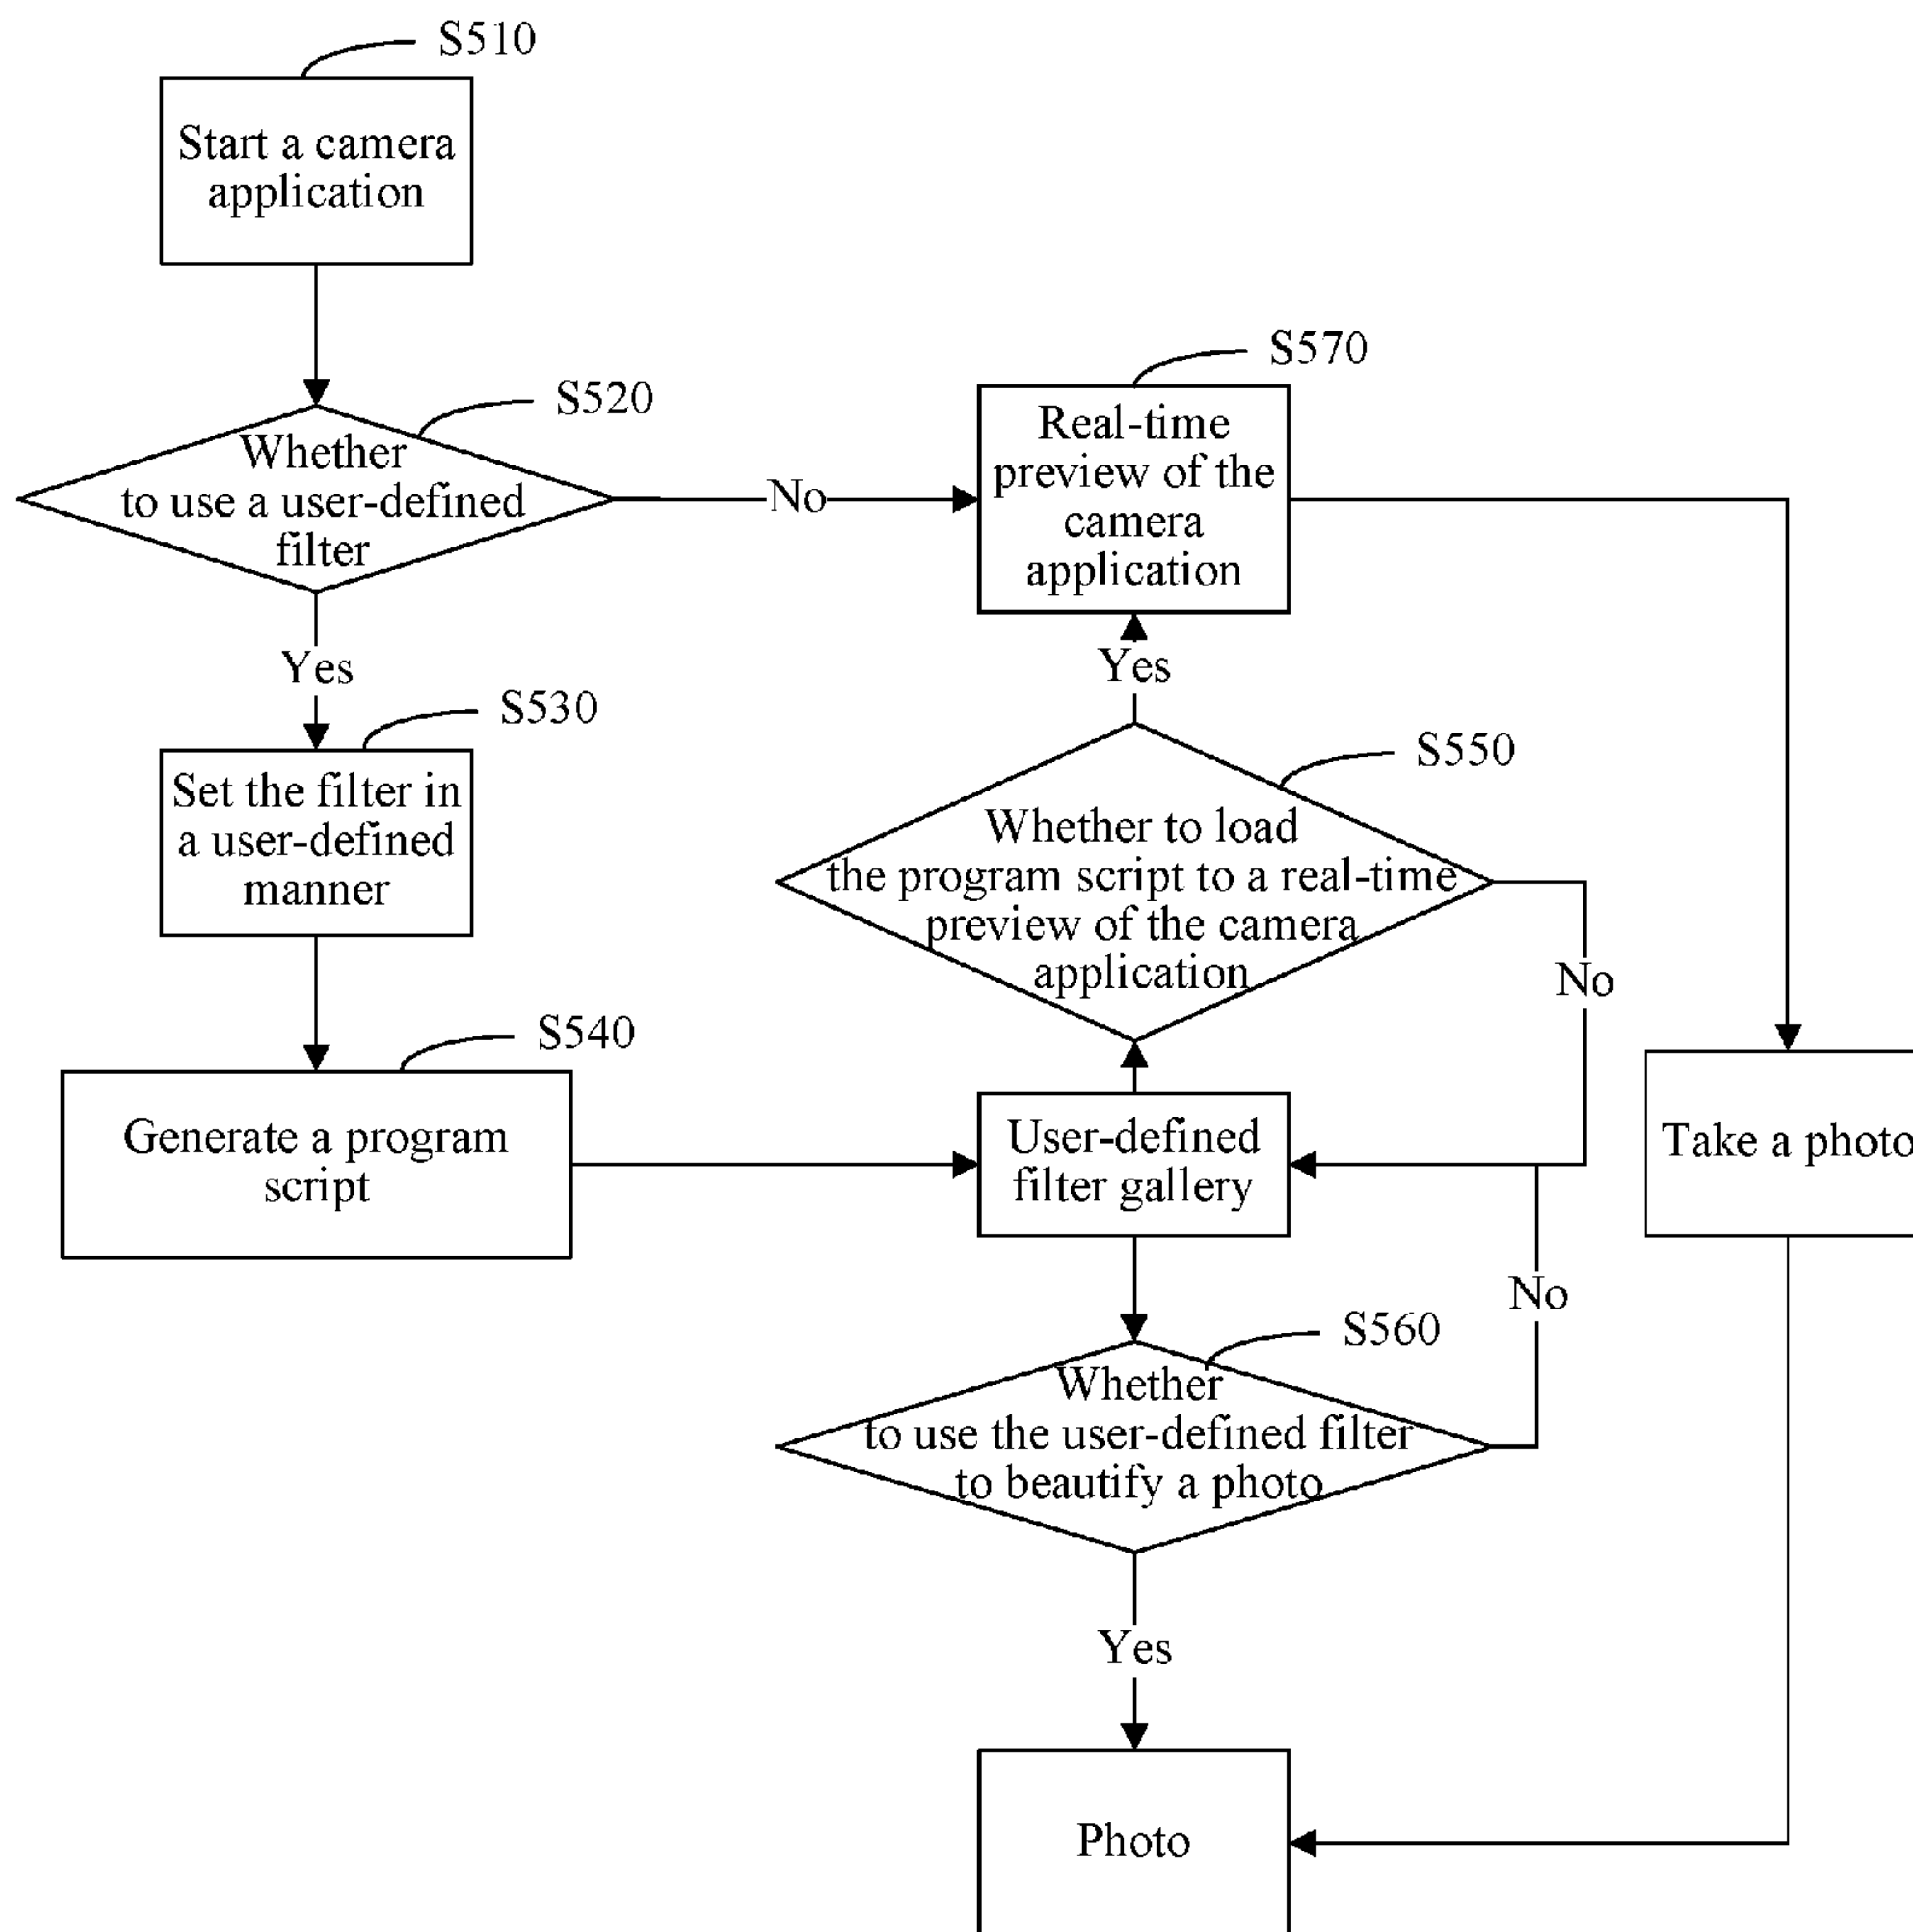 S510
Start a camera
application
S520
Whether
to use a user-defined
filter
No
S570
Real-time
preview of the
camera
application
Yes
Yes
S530
Set the filter in
a user-defined
manner
S550
Whether to load
the program script to a real-time
preview of the camera
application
No
S540
Generate a program
script
User-defined
filter gallery
Take a photo
No
S560
Whether
to use the user-defined filter
to beautify a photo
Yes
Photo